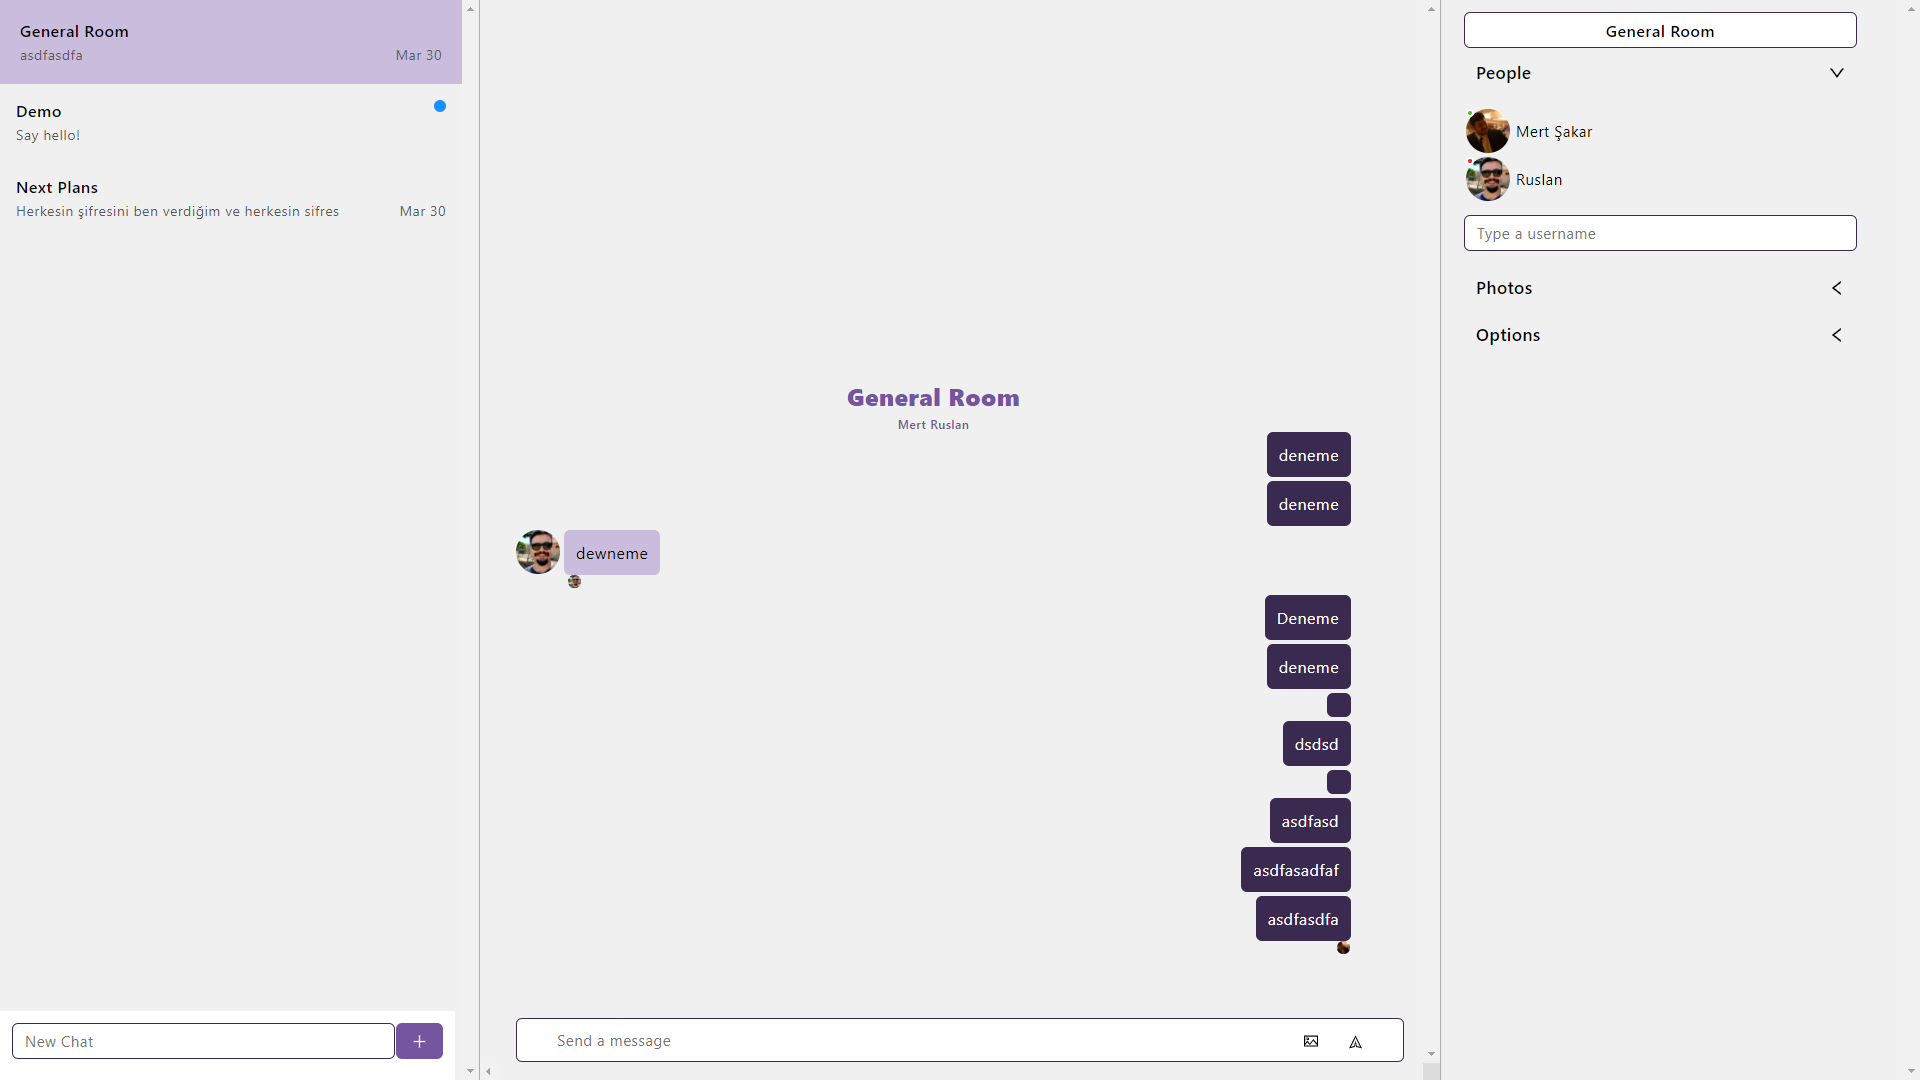 General Room
asdfasdfa Mar 30
Demo
Say hello!
Next Plans
Herkesin şifresini ben verdiğim ve herkesin sifres Mar 30
New Chat
General Room
Mert Ruslan
deneme
deneme
dewneme
Deneme
deneme
dsdsd
asdfasd
asdfasadfaf
asdfasdfa
Send a message
General Room
People
Mert Şakar
Ruslan
Type a username
Photos
Options